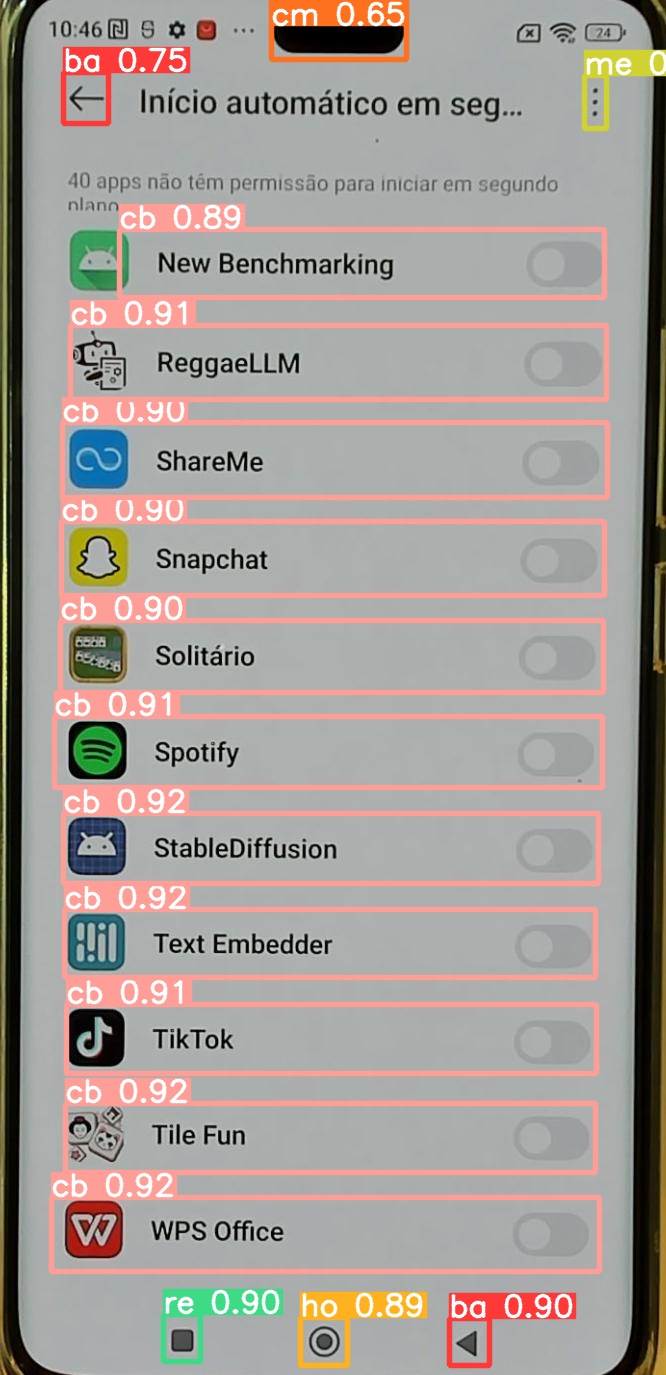 cm 0.65
10:46 ... 24
ba 0.75
me 0
Início automático em seg...
40 apps não têm permissão para iniciar em segundo
plano
cb 0.89
New Benchmarking
cb 0.91
ReggaeLLM
cb 0.90
ShareMe
cb 0.90
Snapchat
cb 0.90
Solitário
cb 0.91
Spotify
cb 0.92
StableDiffusion
cb 0.92
Text Embedder
cb 0.91
TikTok
cb 0.92
Tile Fun
cb 0.92
WPS Office
re 0.90 ho 0.89 ba 0.90